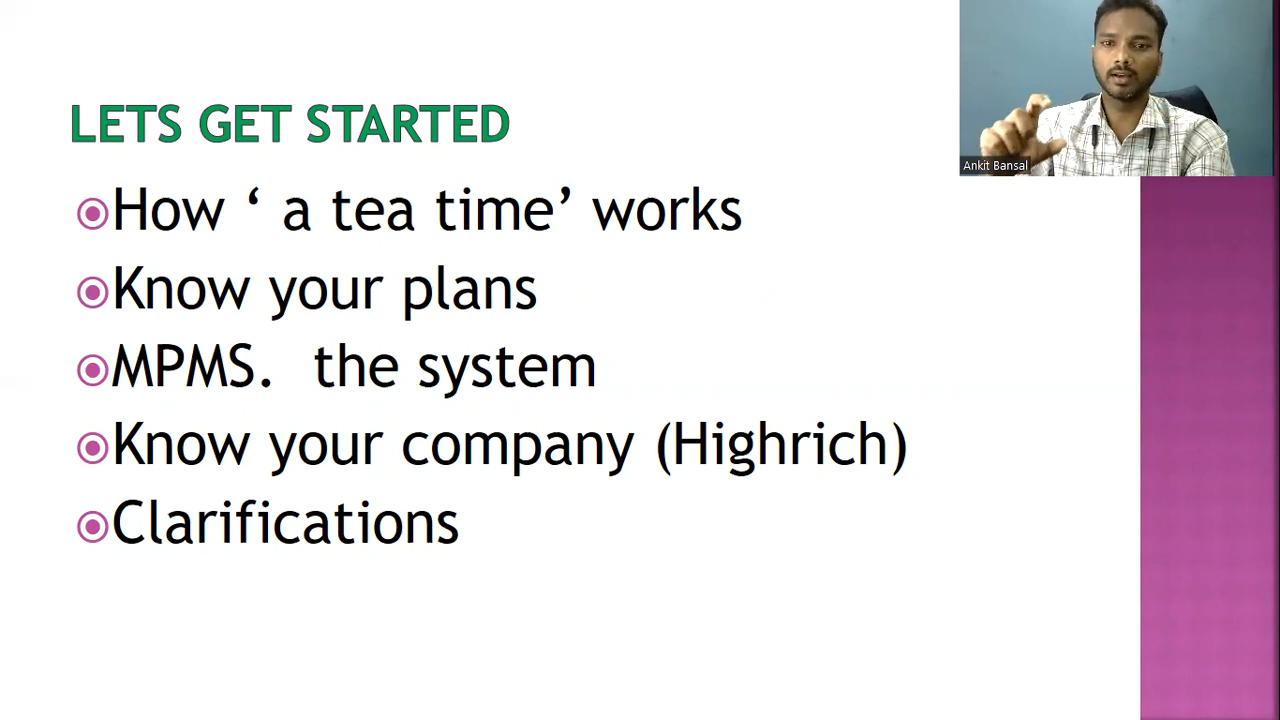 LETS GET STARTED
How ‘ a tea time’ works
Know your plans
MPMS.  the system
Know your company (Highrich)
Clarifications
Ankit Bansal